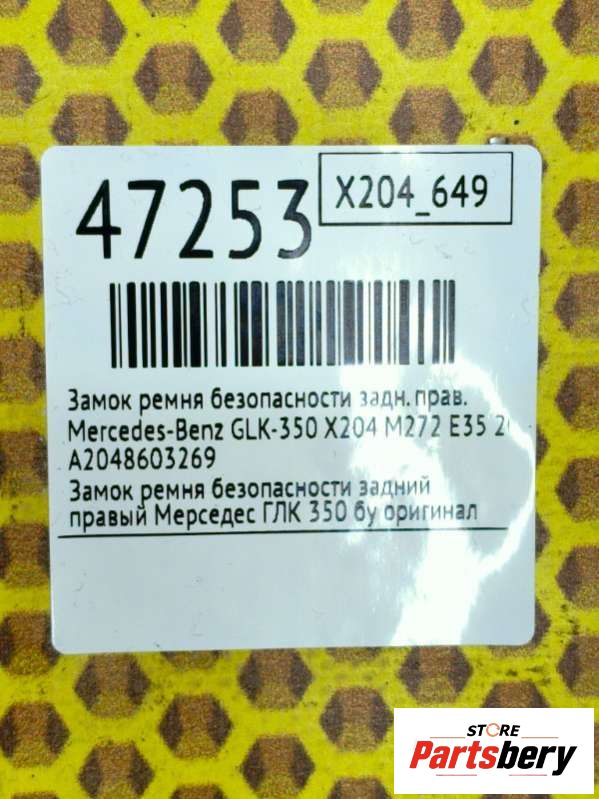 47253
X204_649
Замок ремня безопасности задн. прав.
Mercedes-Benz GLK-350 X204 M272 E35
A2048603269
Замок ремня безопасности задний
правый Мерседес ГЛК 350 бу оригинал
STORE
Partsbery